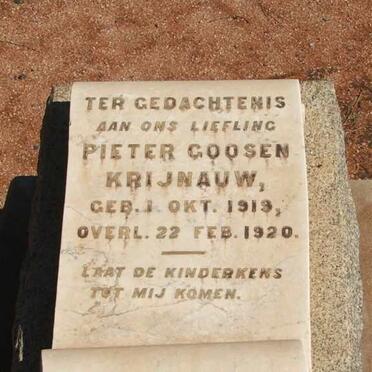 TER GEDACHTENIS
AAN ONS LIEFLING
PIETER GOOSEN
KRIJNAUW,
GEB. 1 OKT. 1919,
OVERL. 22 FEB. 1920.
LAAT DE KINDERKENS
TOT MIJ KOMEN.